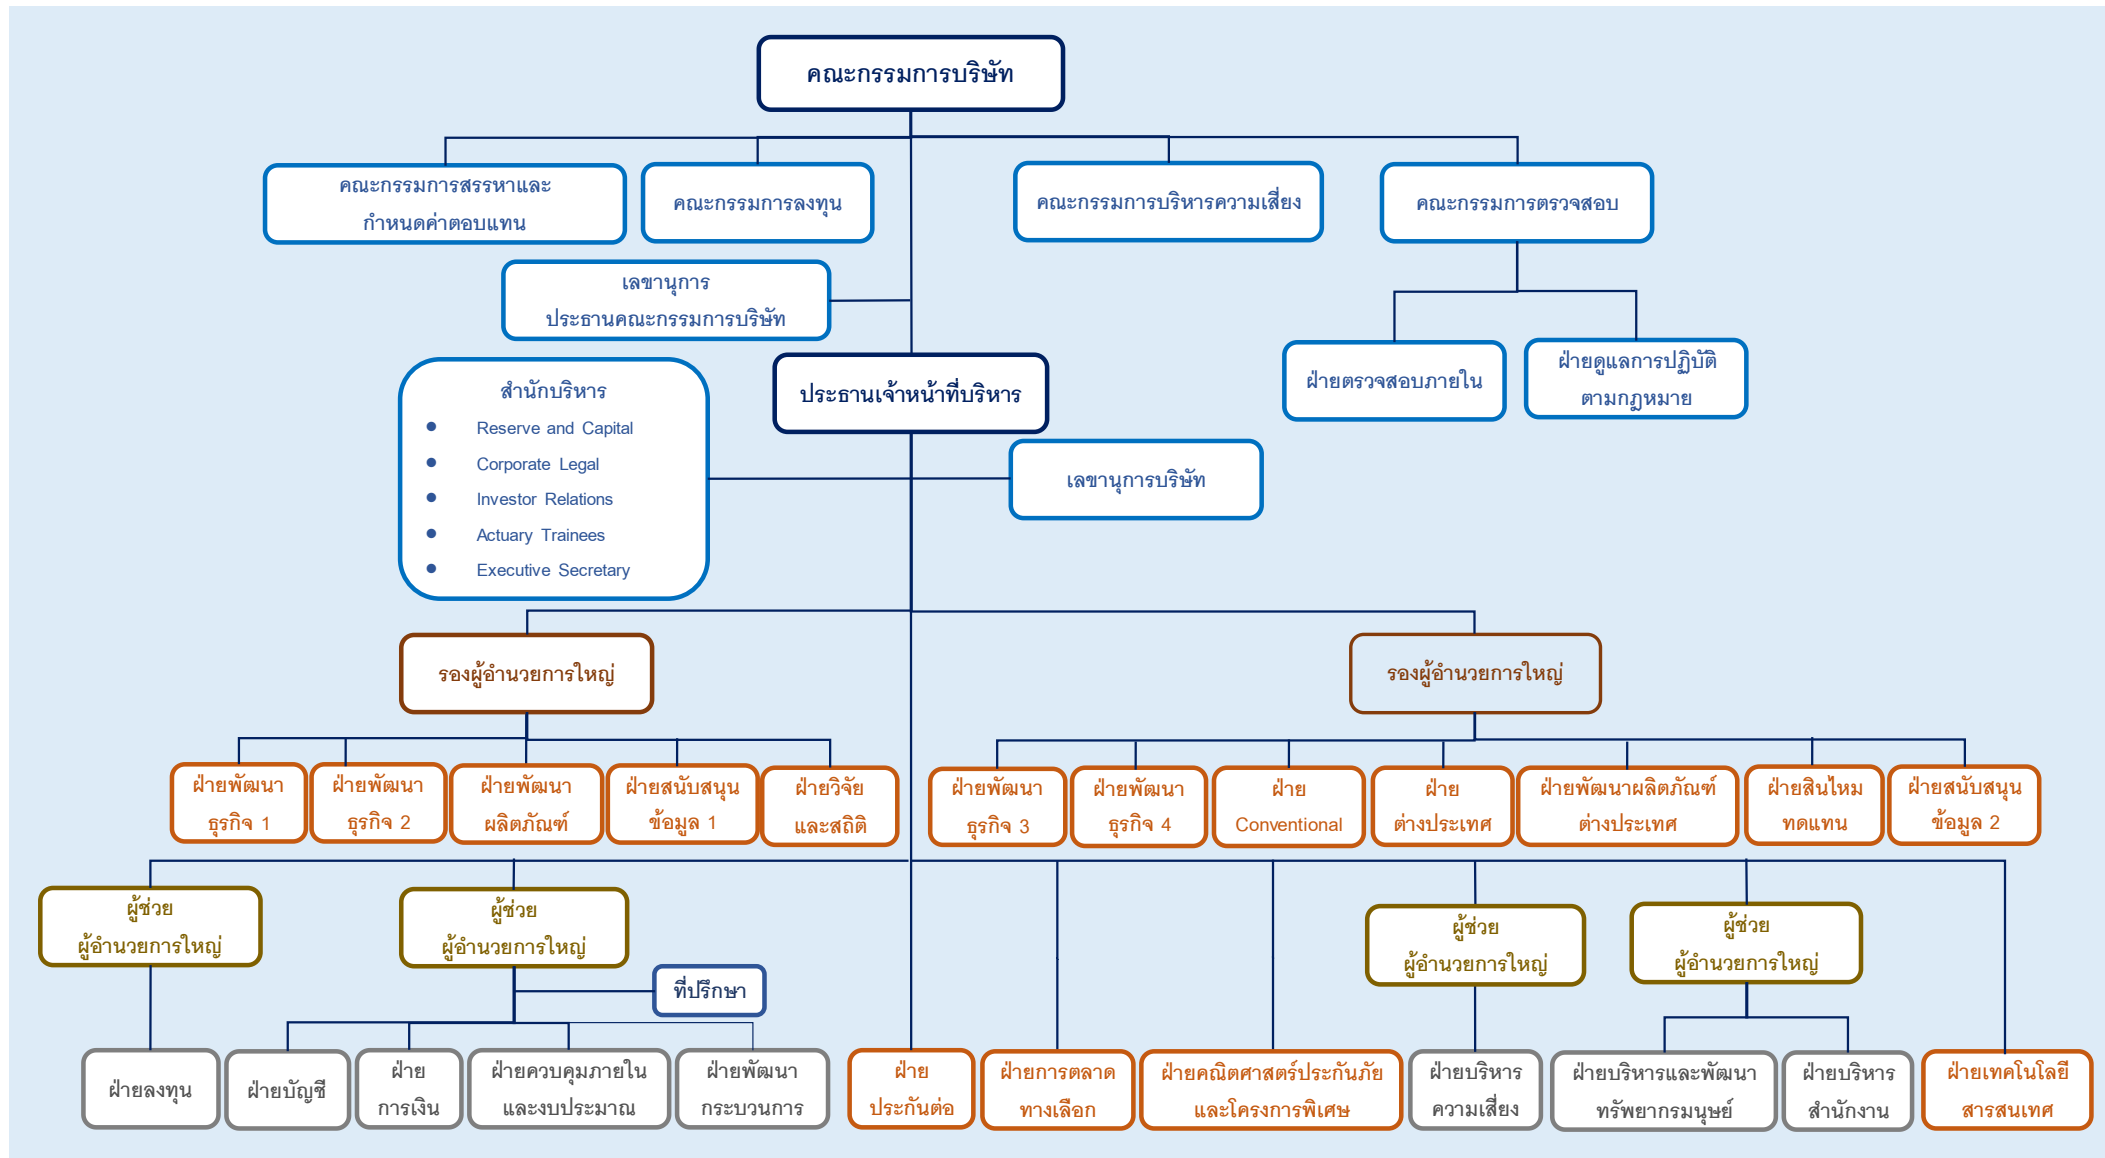 คณะกรรมการบริษัท
คณะกรรมการสรรหาและ
กำหนดค่าตอบแทน
คณะกรรมการลงทุน
คณะกรรมการบริหารความเสี่ยง
คณะกรรมการตรวจสอบ
เลขานุการ
ประธานคณะกรรมการบริษัท
ฝ่ายตรวจสอบภายใน
ฝ่ายดูแลการปฏิบัติ
ตามกฎหมาย
ประธานเจ้าหน้าที่บริหาร
สำนักบริหาร
● Reserve and Capital
● Corporate Legal
● Investor Relations
● Actuary Trainees
● Executive Secretary
เลขานุการบริษัท
รองผู้อำนวยการใหญ่
รองผู้อำนวยการใหญ่
ฝ่ายพัฒนา
ธุรกิจ 1
ฝ่ายพัฒนา
ธุรกิจ 2
ฝ่ายพัฒนา
ผลิตภัณฑ์
ฝ่ายสนับสนุน
ข้อมูล 1
ฝ่ายวิจัย
และสถิติ
ฝ่ายพัฒนา
ธุรกิจ 3
ฝ่ายพัฒนา
ธุรกิจ 4
ฝ่าย
Conventional
ฝ่าย
ต่างประเทศ
ฝ่ายพัฒนาผลิตภัณฑ์
ต่างประเทศ
ฝ่ายสินไหม
ทดแทน
ฝ่ายสนับสนุน
ข้อมูล 2
ผู้ช่วย
ผู้อำนวยการใหญ่
ผู้ช่วย
ผู้อำนวยการใหญ่
ผู้ช่วย
ผู้อำนวยการใหญ่
ผู้ช่วย
ผู้อำนวยการใหญ่
ที่ปรึกษา
ฝ่ายลงทุน
ฝ่ายบัญชี
ฝ่าย
การเงิน
ฝ่ายควบคุมภายใน
และงบประมาณ
ฝ่ายพัฒนา
กระบวนการ
ฝ่าย
ประกันต่อ
ฝ่ายการตลาด
ทางเลือก
ฝ่ายคณิตศาสตร์ประกันภัย
และโครงการพิเศษ
ฝ่ายบริหาร
ความเสี่ยง
ฝ่ายบริหารและพัฒนา
ทรัพยากรมนุษย์
ฝ่ายบริหาร
สำนักงาน
ฝ่ายเทคโนโลยี
สารสนเทศ